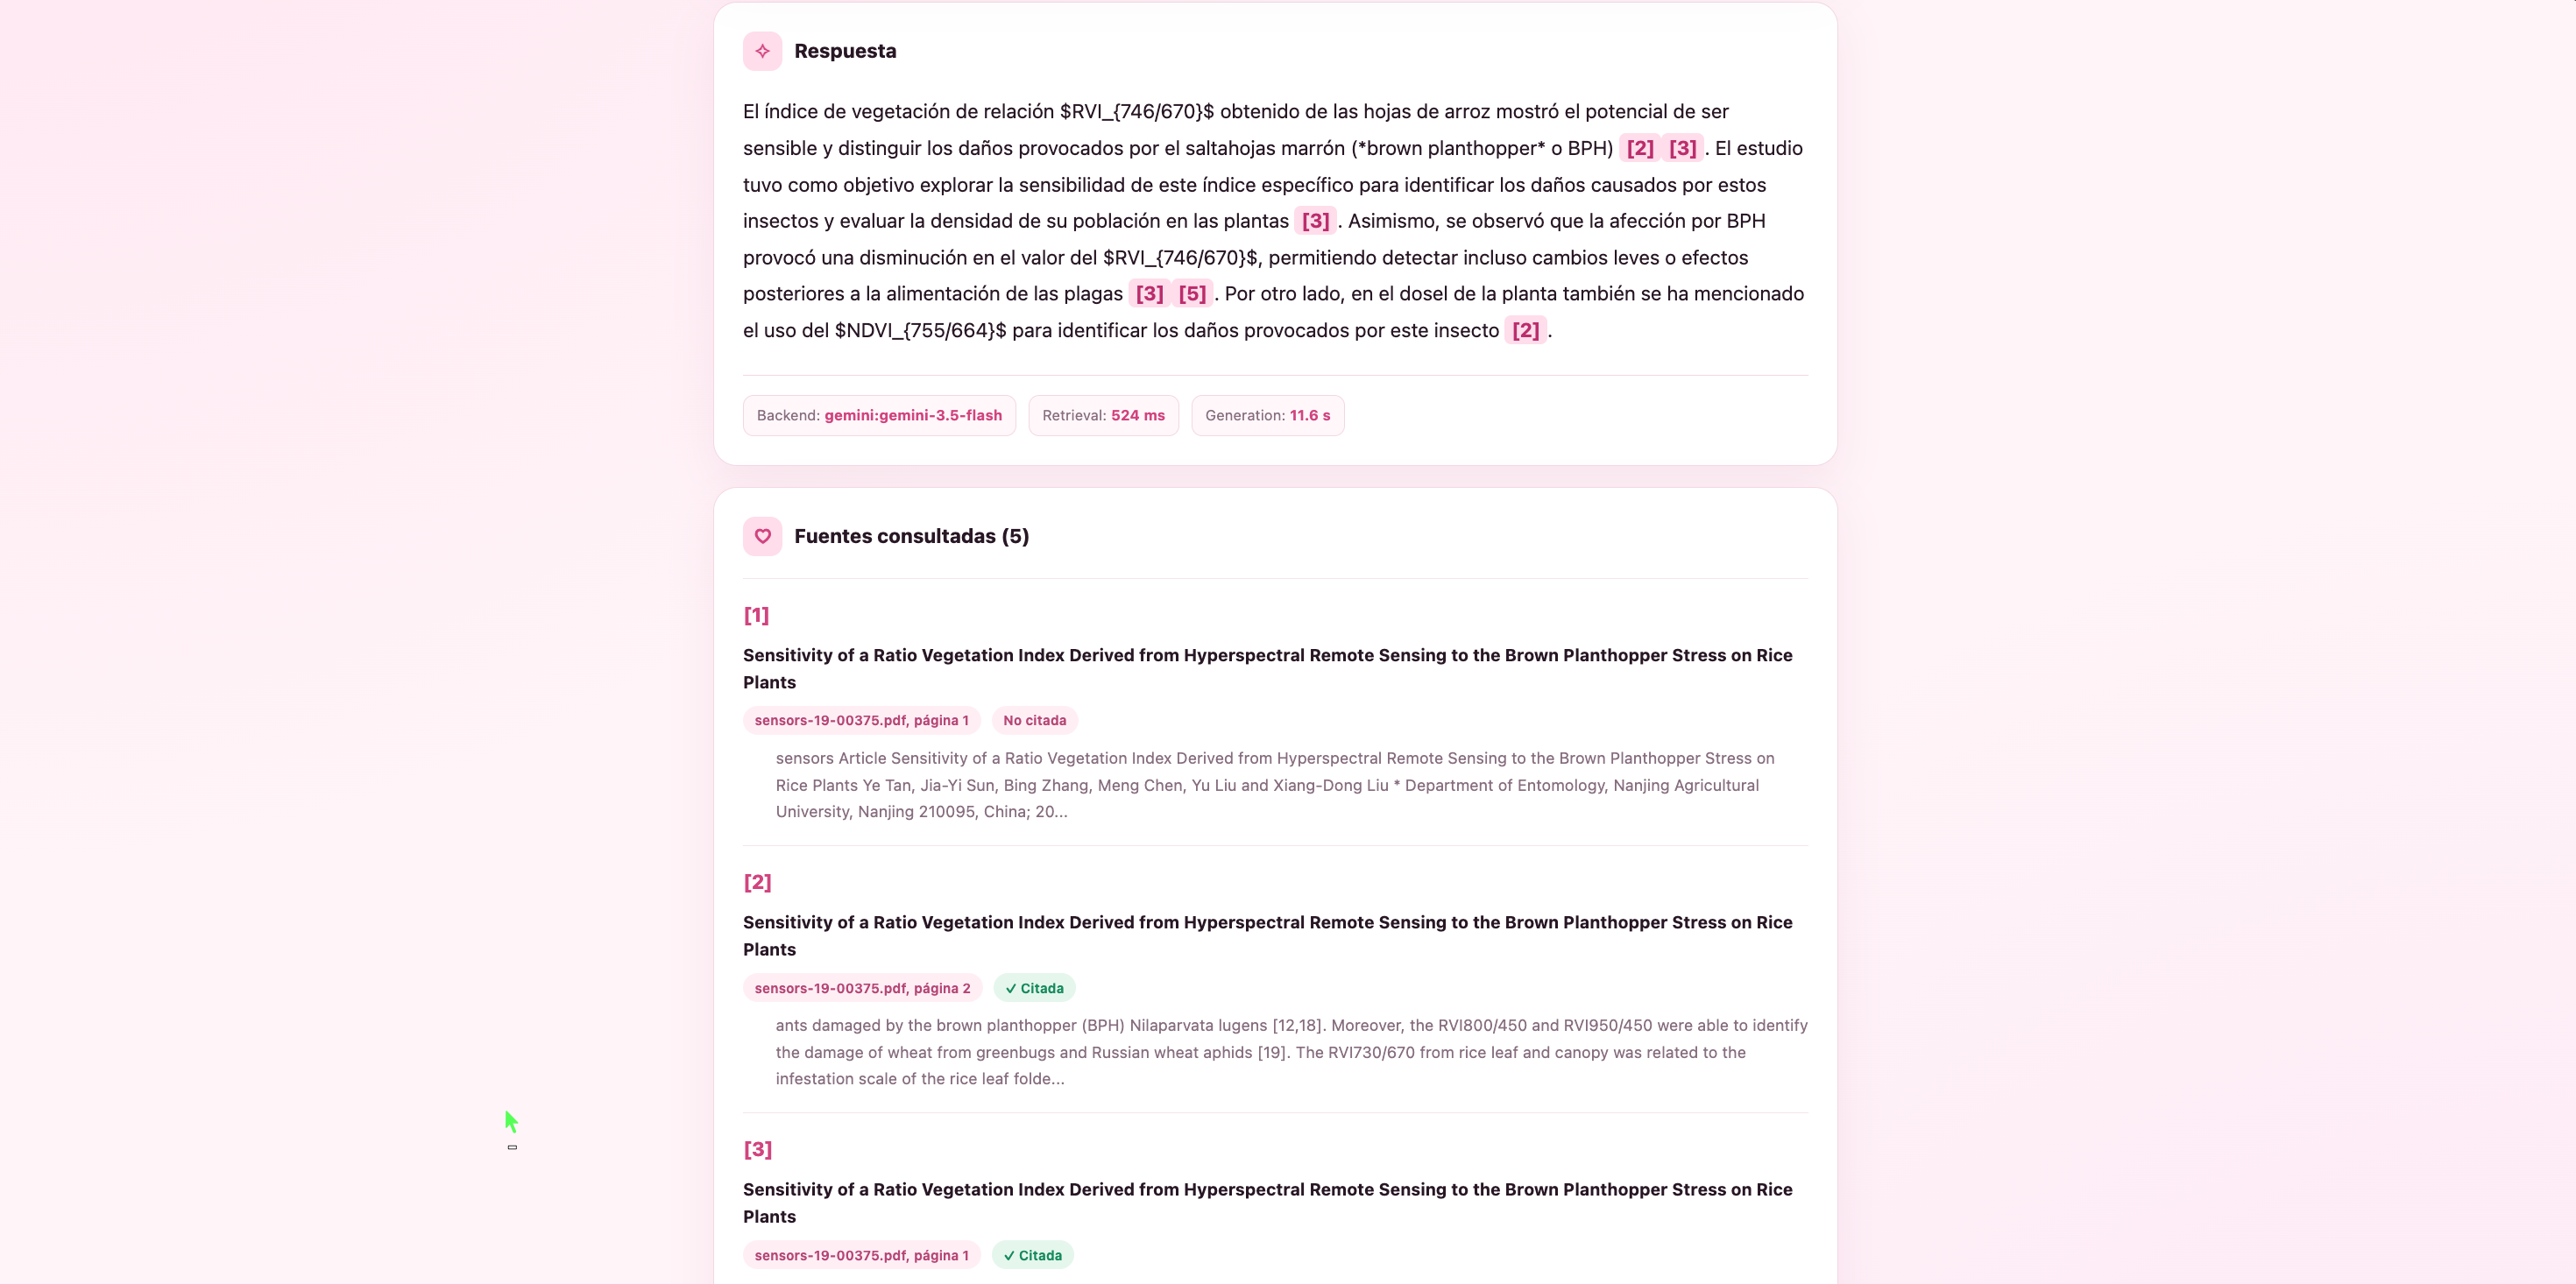 Respuesta
El índice de vegetación de relación $RVI_{746/670}$ obtenido de las hojas de arroz mostró el potencial de ser
sensible y distinguir los daños provocados por el saltahojas marrón (*brown planthopper* o BPH) [2] [3]. El estudio
tuvo como objetivo explorar la sensibilidad de este índice específico para identificar los daños causados por estos
insectos y evaluar la densidad de su población en las plantas [3]. Asimismo, se observó que la afección por BPH
provocó una disminución en el valor del $RVI_{746/670}$, permitiendo detectar incluso cambios leves o efectos
posteriores a la alimentación de las plagas [3] [5]. Por otro lado, en el dosel de la planta también se ha mencionado
el uso del $NDVI_{755/664}$ para identificar los daños provocados por este insecto [2].
Backend: gemini:gemini-3.5-flash Retrieval: 524 ms Generation: 11.6 s
Fuentes consultadas (5)
[1]
Sensitivity of a Ratio Vegetation Index Derived from Hyperspectral Remote Sensing to the Brown Planthopper Stress on Rice
Plants
sensors-19-00375.pdf, página 1 No citada
sensors Article Sensitivity of a Ratio Vegetation Index Derived from Hyperspectral Remote Sensing to the Brown Planthopper Stress on
Rice Plants Ye Tan, Jia-Yi Sun, Bing Zhang, Meng Chen, Yu Liu and Xiang-Dong Liu * Department of Entomology, Nanjing Agricultural
University, Nanjing 210095, China; 20...
[2]
Sensitivity of a Ratio Vegetation Index Derived from Hyperspectral Remote Sensing to the Brown Planthopper Stress on Rice
Plants
sensors-19-00375.pdf, página 2 ✓ Citada
ants damaged by the brown planthopper (BPH) Nilaparvata lugens [12,18]. Moreover, the RVI800/450 and RVI950/450 were able to identify
the damage of wheat from greenbugs and Russian wheat aphids [19]. The RVI730/670 from rice leaf and canopy was related to the
infestation scale of the rice leaf folde...
[3]
Sensitivity of a Ratio Vegetation Index Derived from Hyperspectral Remote Sensing to the Brown Planthopper Stress on Rice
Plants
sensors-19-00375.pdf, página 1 ✓ Citada